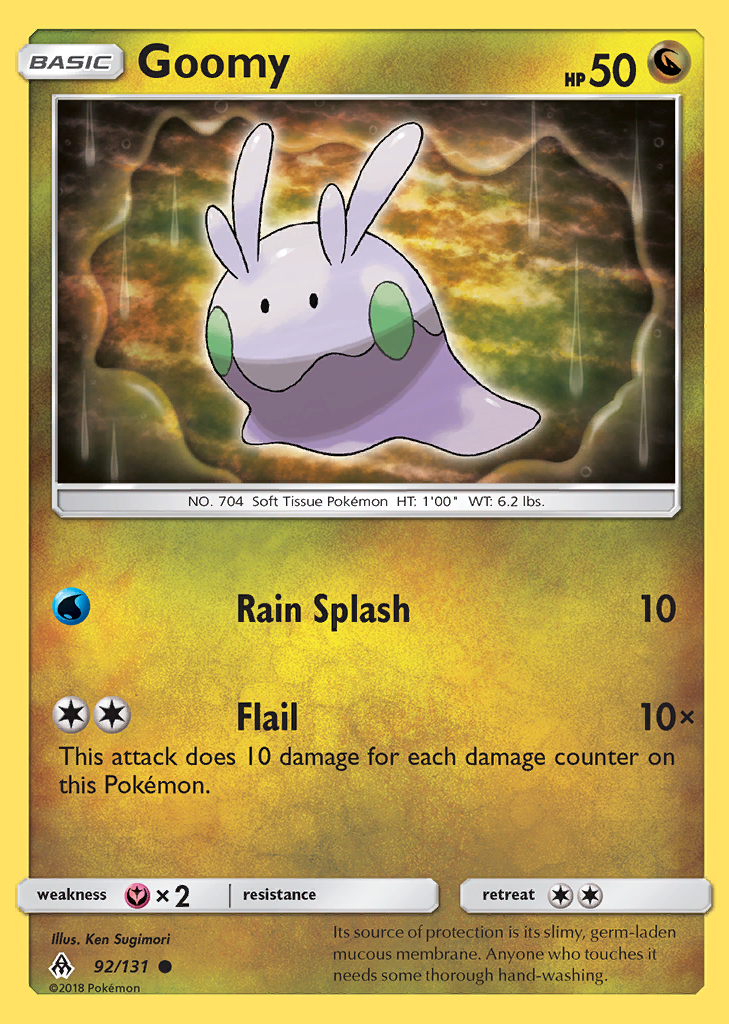 BASIC Goomy HP 50
NO. 704 Soft Tissue Pokémon HT: 1'00" WT: 6.2 lbs.
Rain Splash 10
Flail 10×
This attack does 10 damage for each damage counter on
this Pokémon.
weakness × 2 resistance retreat
Illus. Ken Sugimori
92/131
©2018 Pokémon
Its source of protection is its slimy, germ-laden
mucous membrane. Anyone who touches it
needs some thorough hand-washing.